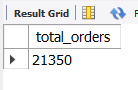 Result Grid
total_orders
21350